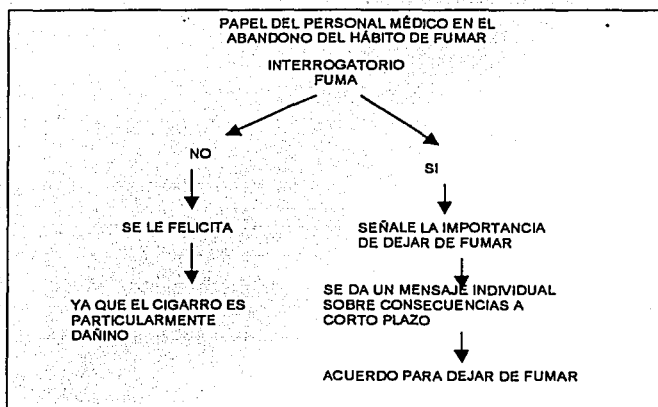 PAPEL DEL PERSONAL MÉDICO EN EL
ABANDONO DEL HÁBITO DE FUMAR
INTERROGATORIO
FUMA
NO
SI
SE LE FELICITA
SEÑALE LA IMPORTANCIA
DE DEJAR DE FUMAR
YA QUE EL CIGARRO ES
PARTICULARMENTE
DAÑINO
SE DA UN MENSAJE INDIVIDUAL
SOBRE CONSECUENCIAS A
CORTO PLAZO
ACUERDO PARA DEJAR DE FUMAR